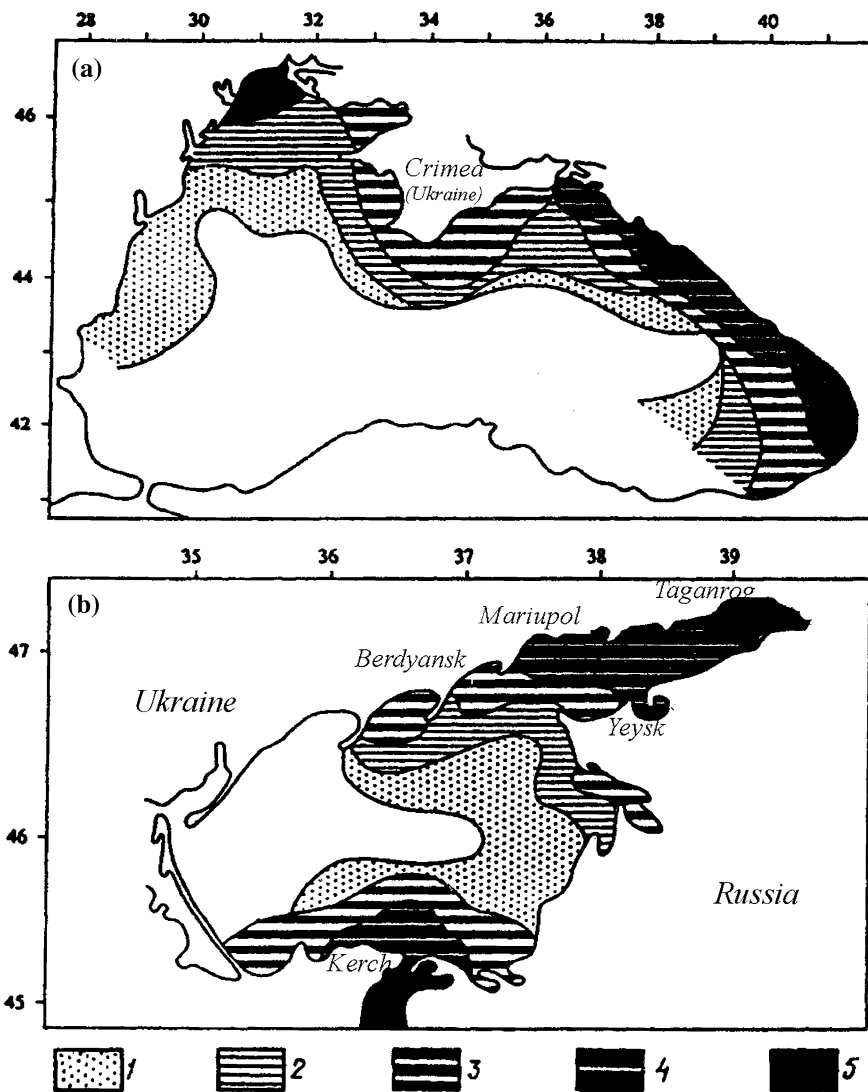 28 30 32 34 36 38 40
(a)
46
Crimea
(Ukraine)
44
42
35 36 37 38 39
(b)
Taganrog
Mariupol
47
Berdyansk
Ukraine
Yeysk
46
Russia
Kerch
45
1 2 3 4 5